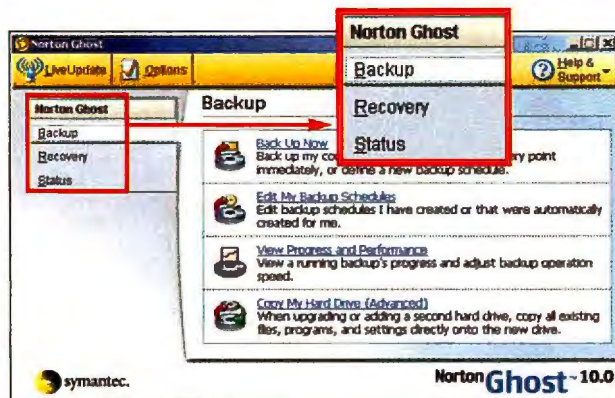 Norton Ghost
LiveUpdate
Options
Help &
Support
Norton Ghost
Backup
Recovery
Status
Norton Ghost
Backup
Recovery
Status
Backup
Back Up Now
Back up my co ry point
immediately, or define a new backup schedule.
Edit My Backup Schedules
Edit backup schedules I have created or that were automatically
created for me.
View Progress and Performance
View a running backup's progress and adjust backup operation
speed.
Copy My Hard Drive (Advanced)
When upgrading or adding a second hard drive, copy all existing
files, programs, and settings directly onto the new drive.
symantec.
Norton Ghost™ 10.0